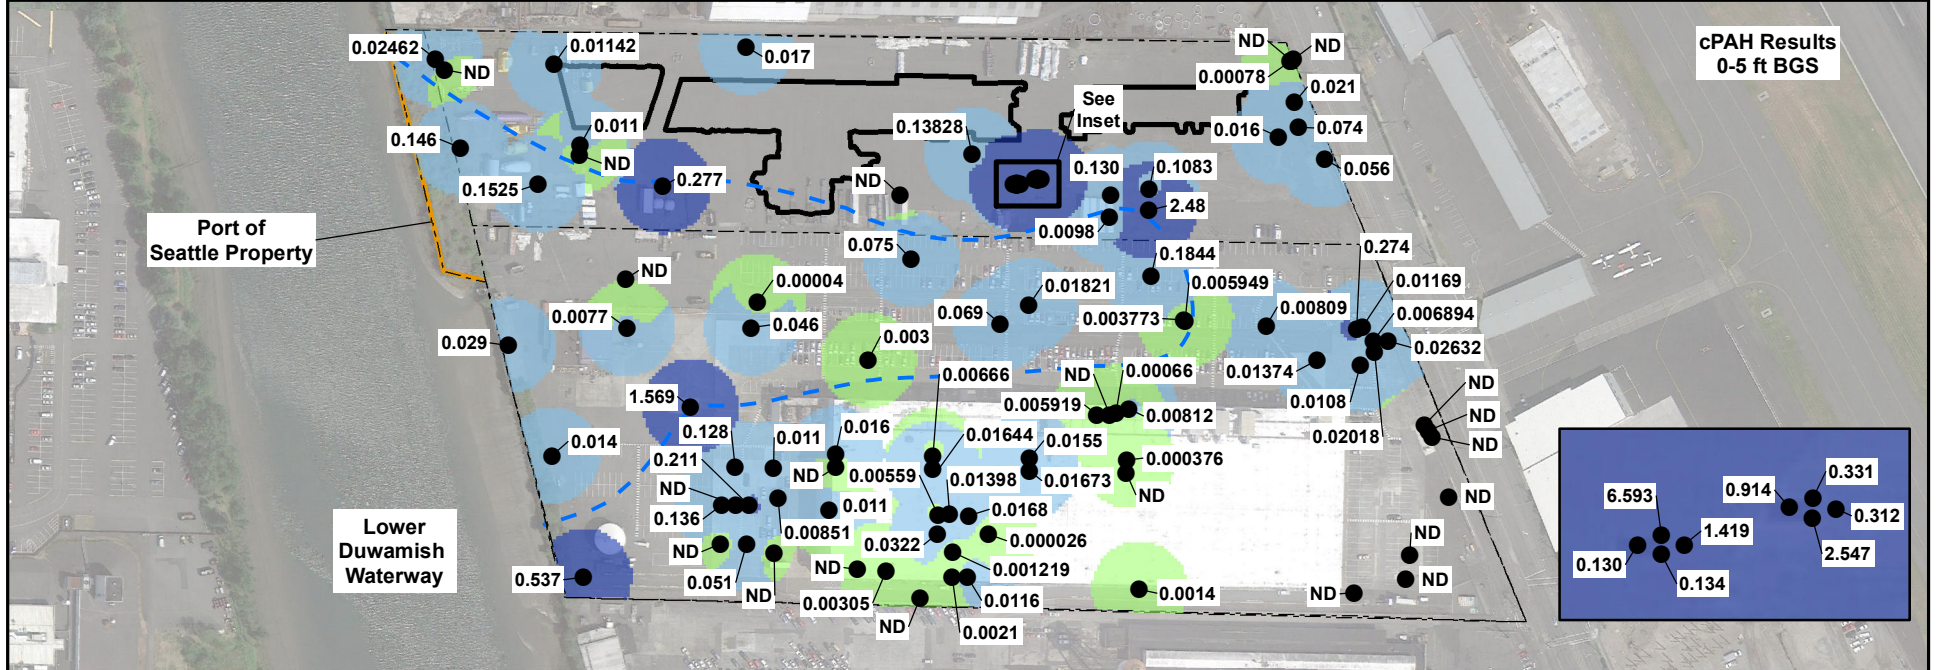 cPAH Results
0-5 ft BGS
0.02462
ND
0.01142
0.017
ND
ND
0.00078
0.021
0.074
0.016
0.056
See
Inset
0.13828
0.011
ND
0.146
0.1525
0.277
ND
0.130
0.1083
2.48
0.0098
Port of
Seattle Property
0.075
0.274
0.1844
0.01169
0.005949
0.006894
0.02632
0.00809
0.003773
0.01374
0.0108
0.02018
ND
0.00004
0.0077
0.046
0.01821
0.069
0.003
0.029
0.00666
ND
0.00066
0.005919
0.00812
ND
ND
ND
1.569
0.128
0.011
0.016
0.01644
0.0155
0.000376
0.014
0.211
ND
0.00559
0.01398
0.01673
ND
ND
ND
0.136
0.00851
0.011
0.0168
0.0322
0.000026
ND
Lower
Duwamish
Waterway
ND
0.051
ND
ND
0.001219
ND
0.537
0.00305
0.0116
0.0014
ND
ND
0.0021
0.331
0.914
6.593
0.312
1.419
2.547
0.130
0.134